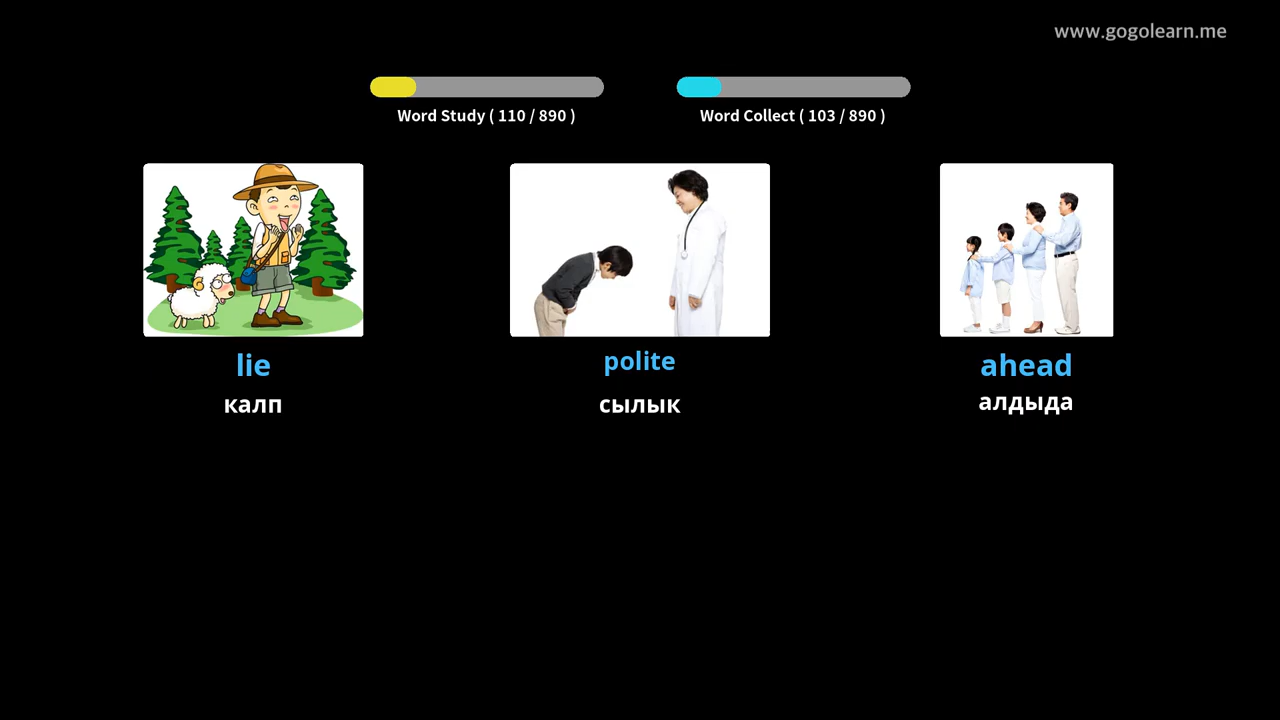 www.gogolearn.me
Word Study ( 110 / 890 )
Word Collect ( 103 / 890 )
lie
polite
ahead
калп
сылык
алдыда